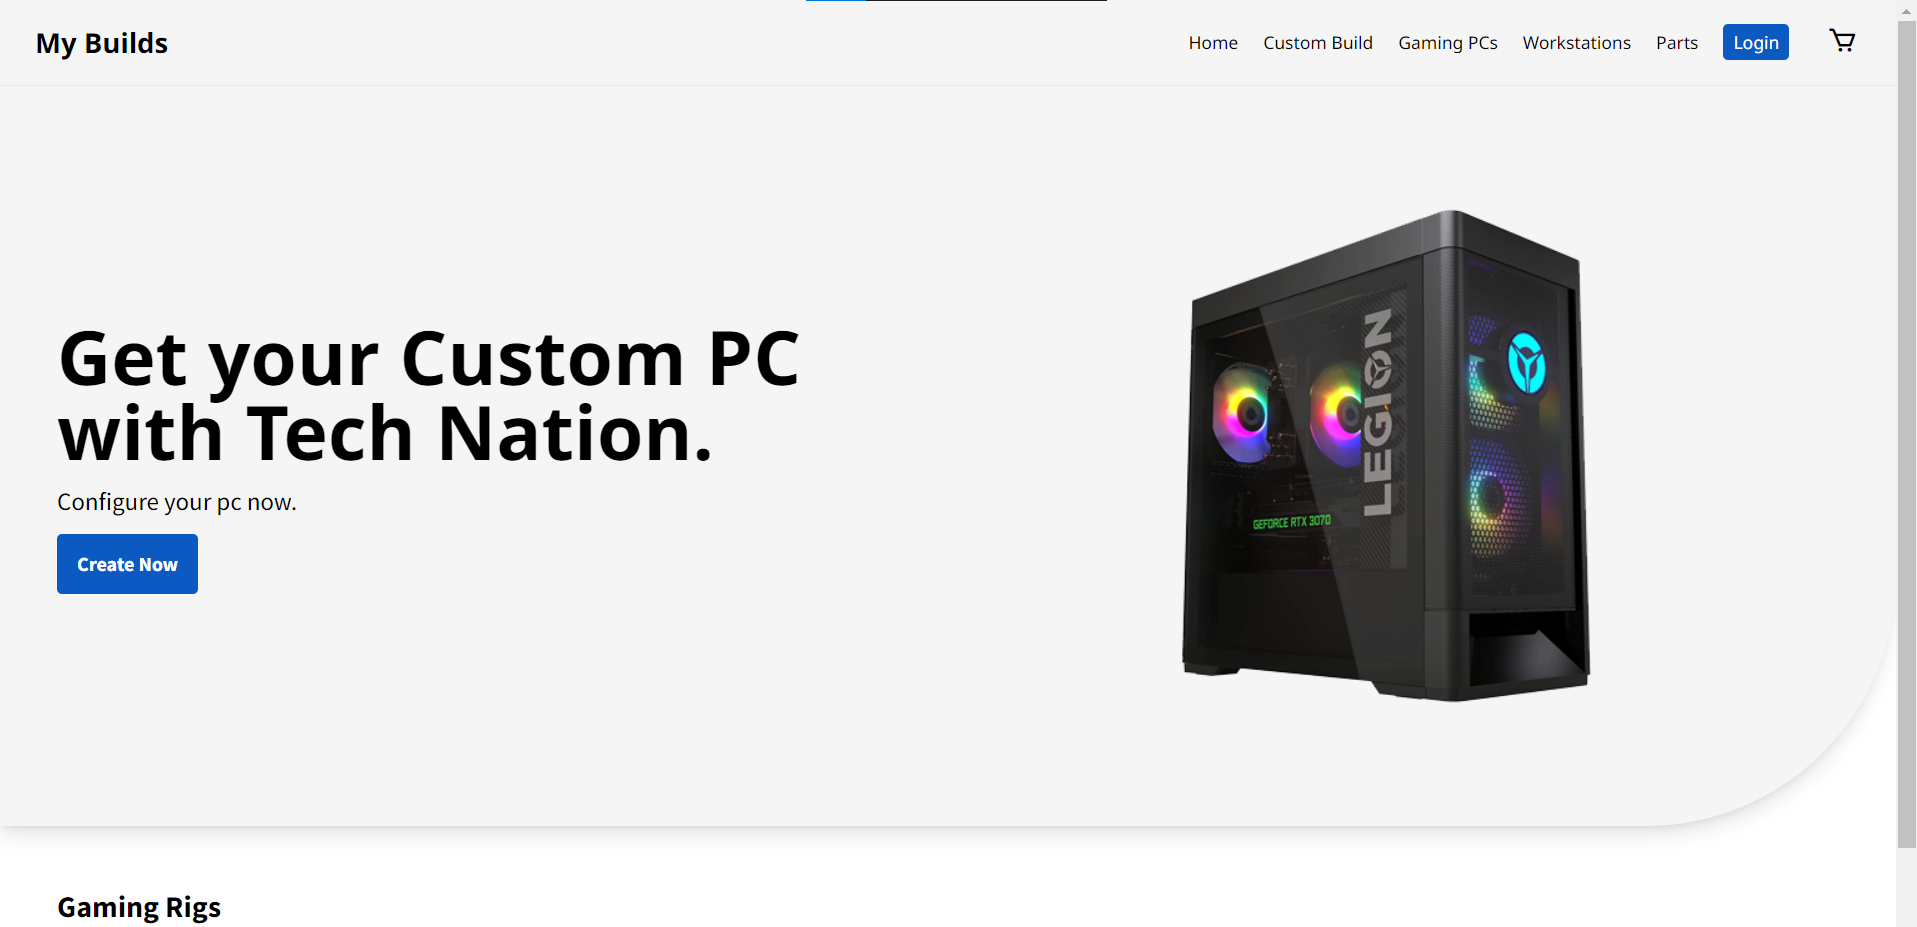 My Builds
Home Custom Build Gaming PCs Workstations Parts Login
Get your Custom PC
with Tech Nation.
Configure your pc now.
Create Now
LEGION
GEFORCE RTX 3070
Gaming Rigs